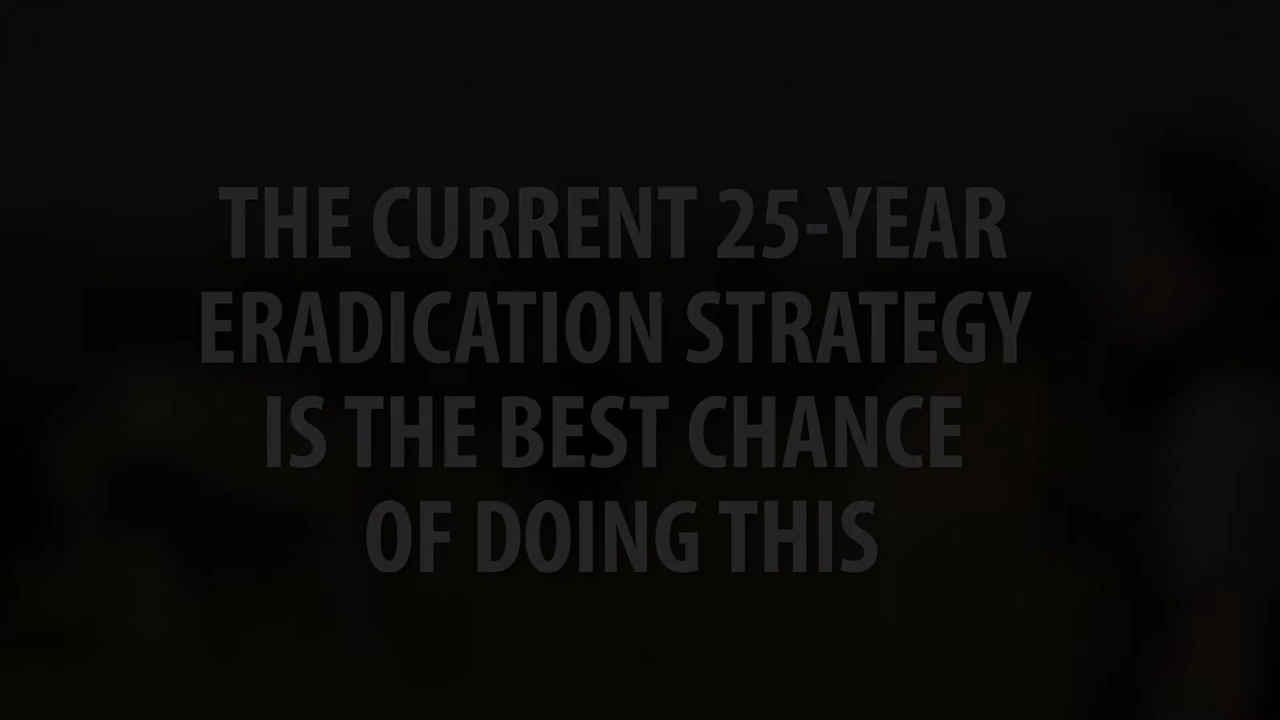 THE CURRENT 25-YEAR
ERADICATION STRATEGY
IS THE BEST CHANCE
OF DOING THIS